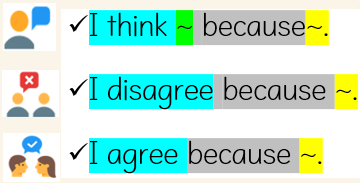 ✓I think ~ because~.
✓I disagree because ~.
✓I agree because ~.